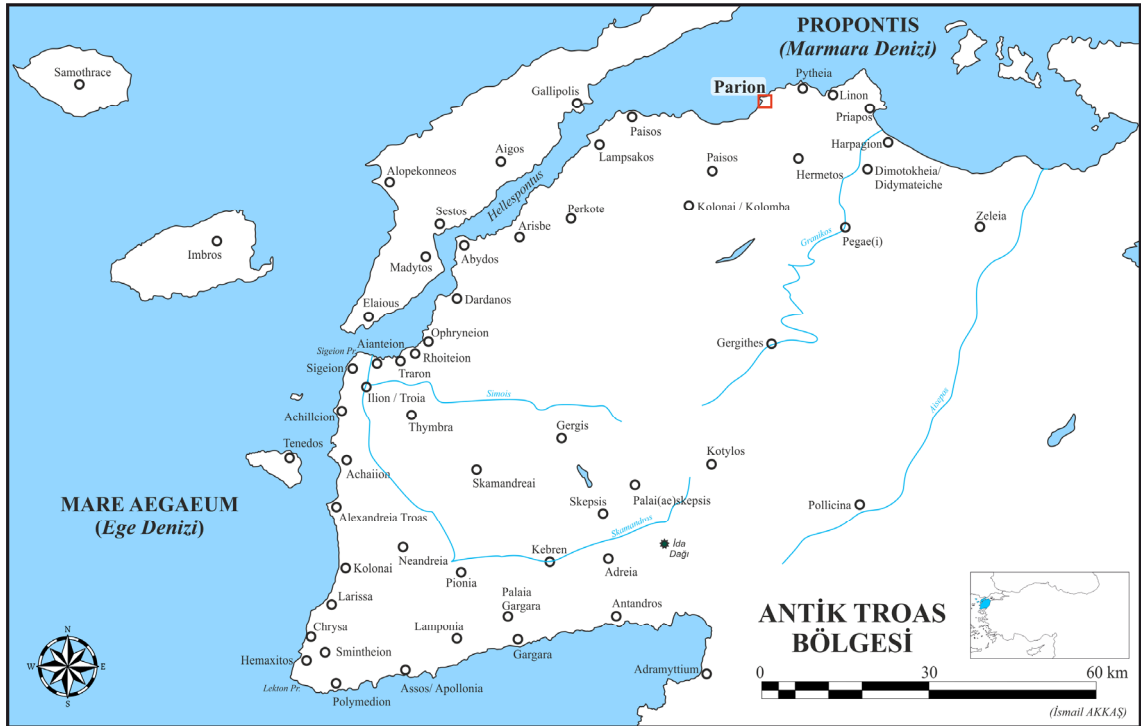 PROPONTIS
(Marmara Denizi)
Samothrace
Gallipolis
Parion
Pytheia
Linon
Priapos
Paisos
Harpagion
Lampsakos
Aigos
Paisos
Hermetos
Dimotokheia/
Didymateiche
Alopekonneos
Hellespontus
Kolonai / Kolomba
Perkote
Sestos
Zeleia
Arisbe
Granikos
Pegae(i)
Imbros
Abydos
Madytos
Dardanos
Elaious
Ophryneion
Aianteion
Sigeion Pr.
Rhoiteion
Gergithes
Sigeion
Traron
Ilion / Troia
Simois
Aisepos
Achilleion
Thymbra
Gergis
Tenedos
Kotylos
Achaiion
Skamandreai
Palai(ae)skepsis
Skepsis
MARE AEGAEUM
(Ege Denizi)
Alexandreia Troas
Pollicina
Skamandros
İda
Dağı
Neandreia
Kebren
Adreia
Kolonai
Pionia
Larissa
Palaia
Gargara
Antandros
ANTİK TROAS
BÖLGESİ
Chrysa
Lamponia
Smintheion
Gargara
Hemaxitos
N
W
E
S
Lekton Pr.
Polymedion
Assos/ Apollonia
Adramyttium
0
30
60 km
(İsmail AKKAŞ)